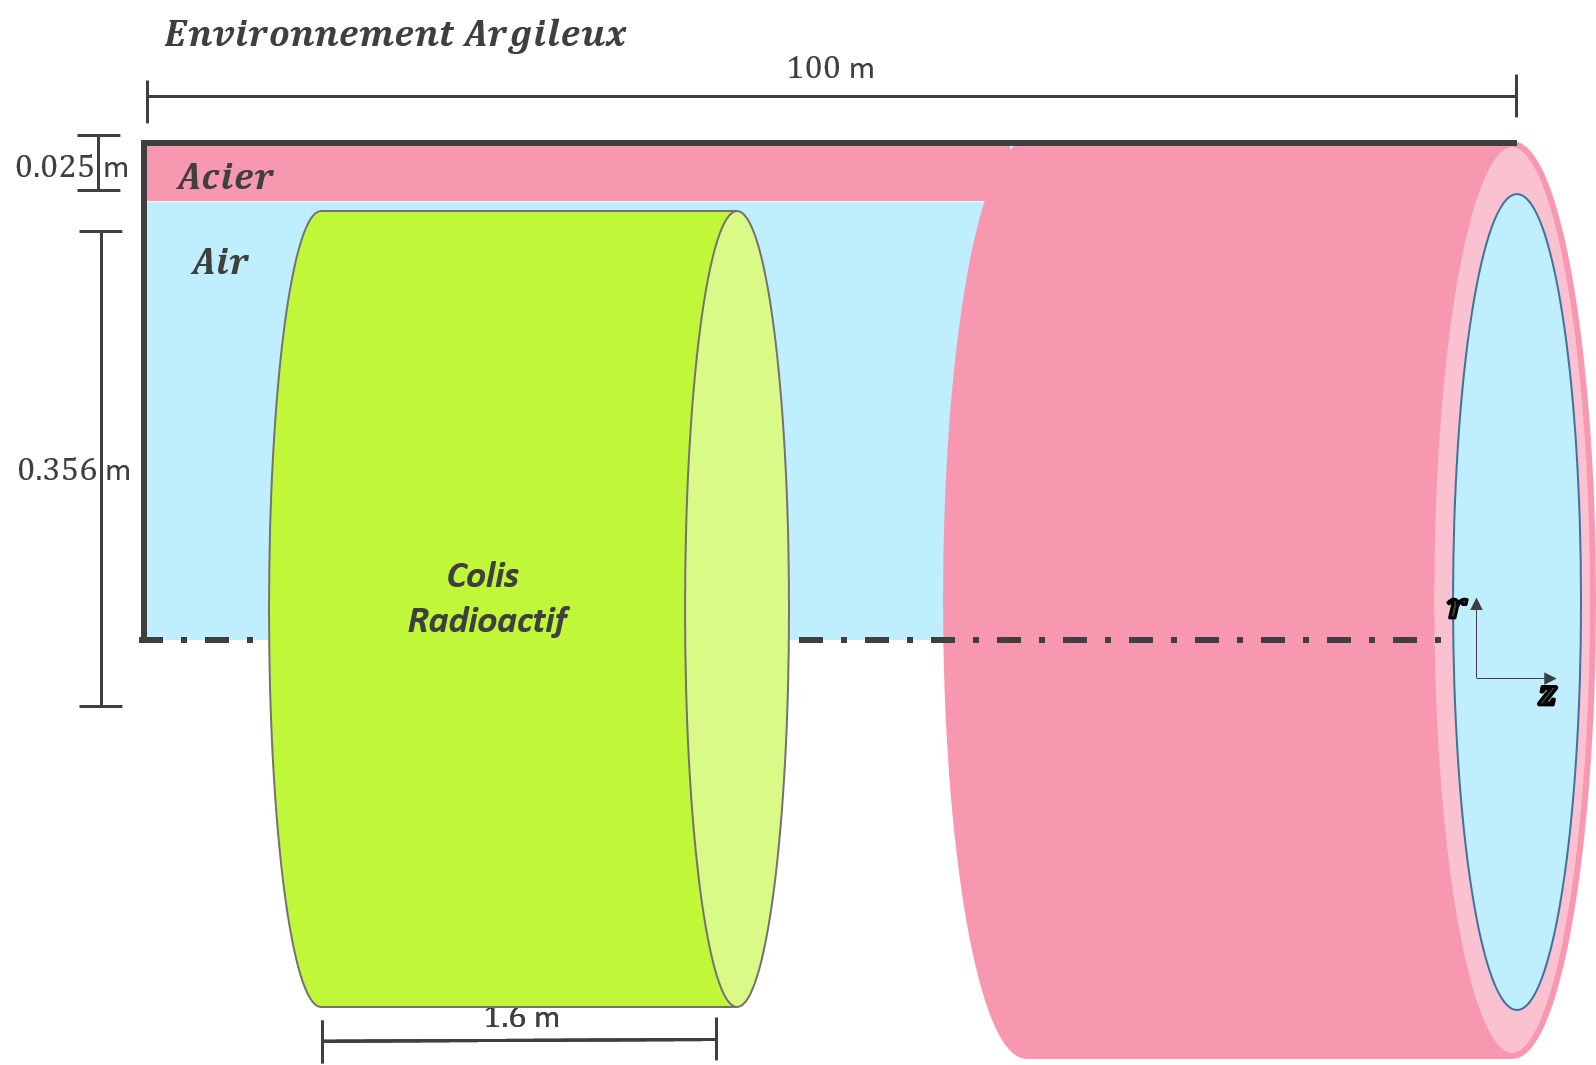 Environnement Argileux
100 m
0.025 m
Acier
Air
0.356 m
Colis
Radioactif
r
z
1.6 m